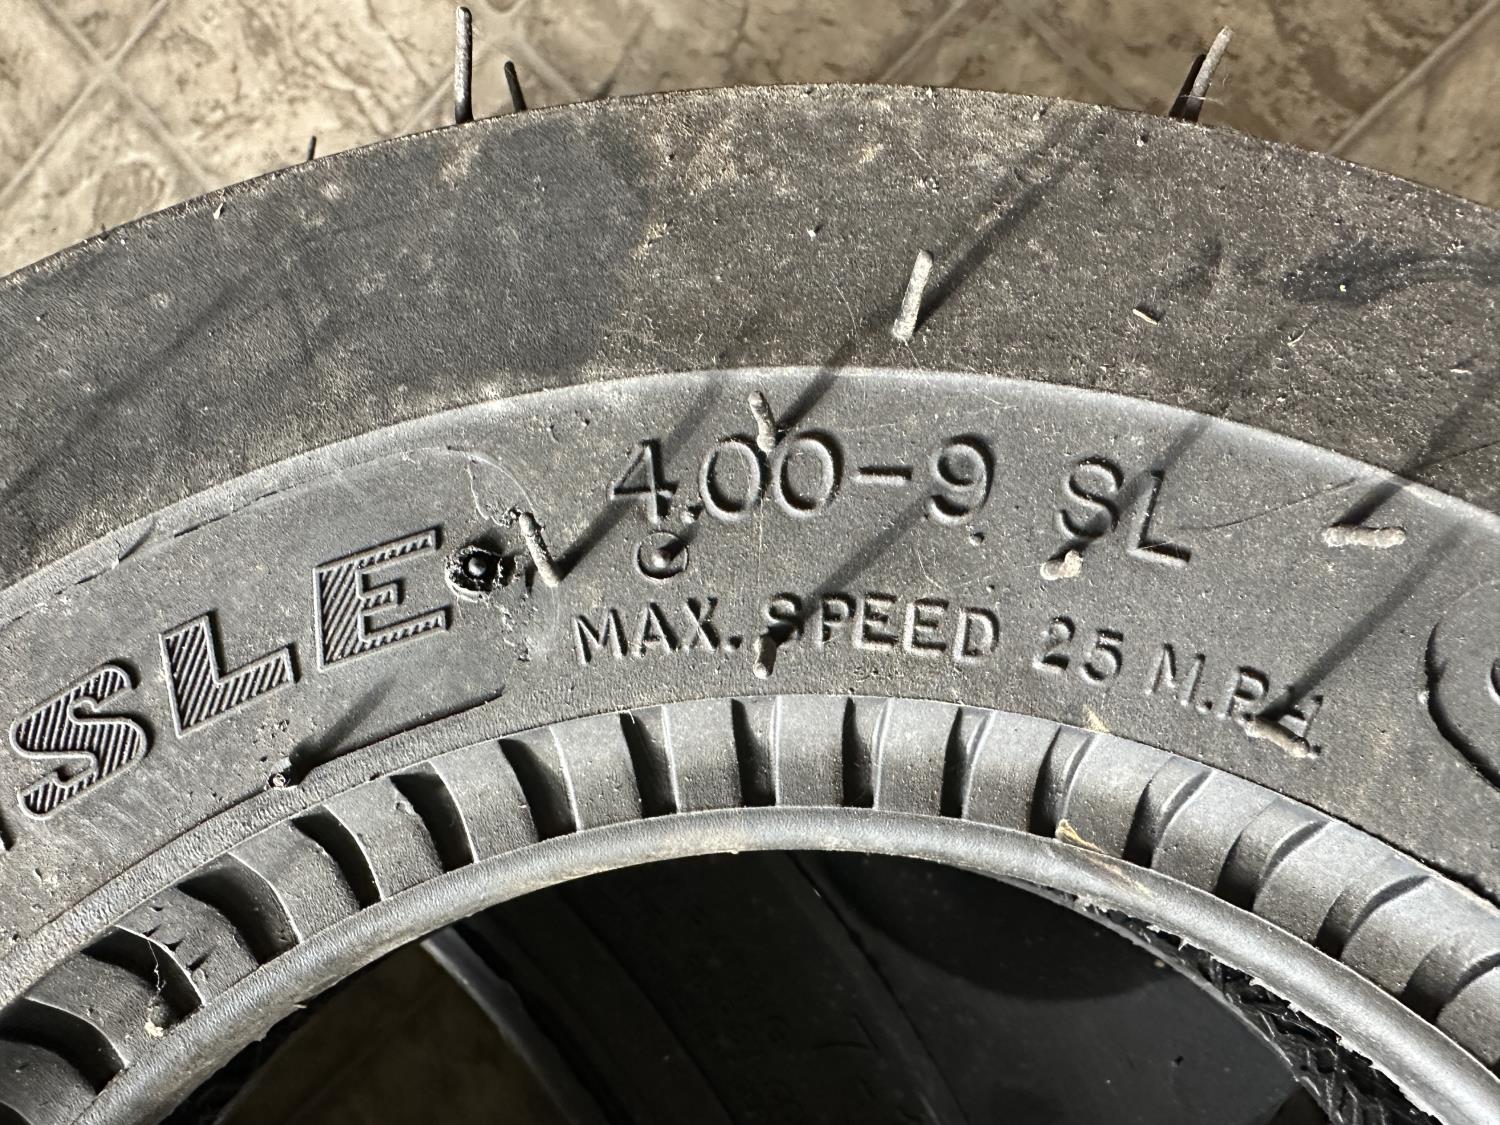 SLE
4.00-9 SL
MAX. SPEED 25 M.P.H